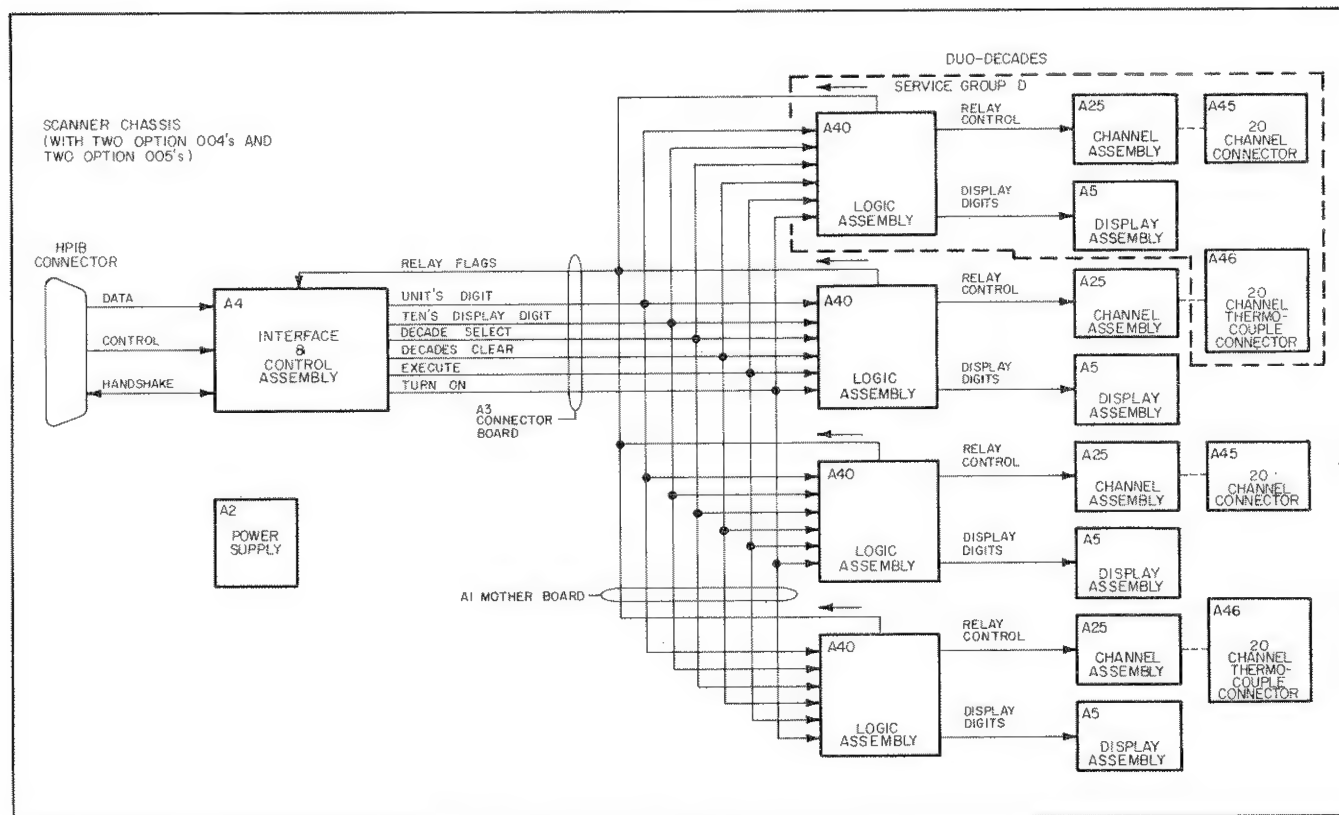 DUO-DECADES
SERVICE GROUP D
SCANNER CHASSIS
(WITH TWO OPTION 004's AND
TWO OPTION 005's)
HPIB
CONNECTOR
DATA
CONTROL
HANDSHAKE
A4
INTERFACE
&
CONTROL
ASSEMBLY
RELAY FLAGS
UNIT'S DIGIT
TEN'S DISPLAY DIGIT
DECADE SELECT
DECADES CLEAR
EXECUTE
TURN ON
A3
CONNECTOR
BOARD
A2
POWER
SUPPLY
A1 MOTHER BOARD
A40
LOGIC
ASSEMBLY
RELAY
CONTROL
A25
CHANNEL
ASSEMBLY
A45
20
CHANNEL
CONNECTOR
DISPLAY
DIGITS
A5
DISPLAY
ASSEMBLY
A40
LOGIC
ASSEMBLY
RELAY
CONTROL
A25
CHANNEL
ASSEMBLY
A46
20
CHANNEL
THERMO-
COUPLE
CONNECTOR
DISPLAY
DIGITS
A5
DISPLAY
ASSEMBLY
A40
LOGIC
ASSEMBLY
RELAY
CONTROL
A25
CHANNEL
ASSEMBLY
A45
20
CHANNEL
CONNECTOR
DISPLAY
DIGITS
A5
DISPLAY
ASSEMBLY
A40
LOGIC
ASSEMBLY
RELAY
CONTROL
A25
CHANNEL
ASSEMBLY
A46
20
CHANNEL
THERMO-
COUPLE
CONNECTOR
DISPLAY
DIGITS
A5
DISPLAY
ASSEMBLY